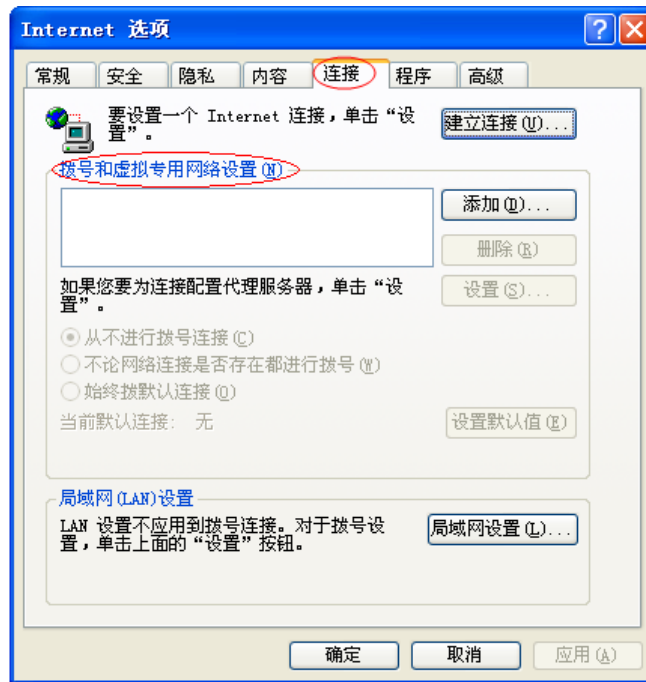 Internet 选项
常规 安全 隐私 内容 连接 程序 高级
要设置一个 Internet 连接，单击“设
置”。
建立连接(U)...
拨号和虚拟专用网络设置(N)
添加(D)...
删除(R)
如果您要为连接配置代理服务器，单击“设
置”。
设置(S)...
从不进行拨号连接(C)
不论网络连接是否存在都进行拨号(W)
始终拨默认连接(O)
当前默认连接： 无
设置默认值(E)
局域网(LAN)设置
LAN 设置不应用到拨号连接。对于拨号设
置，单击上面的“设置”按钮。
局域网设置(L)...
确定 取消 应用(A)